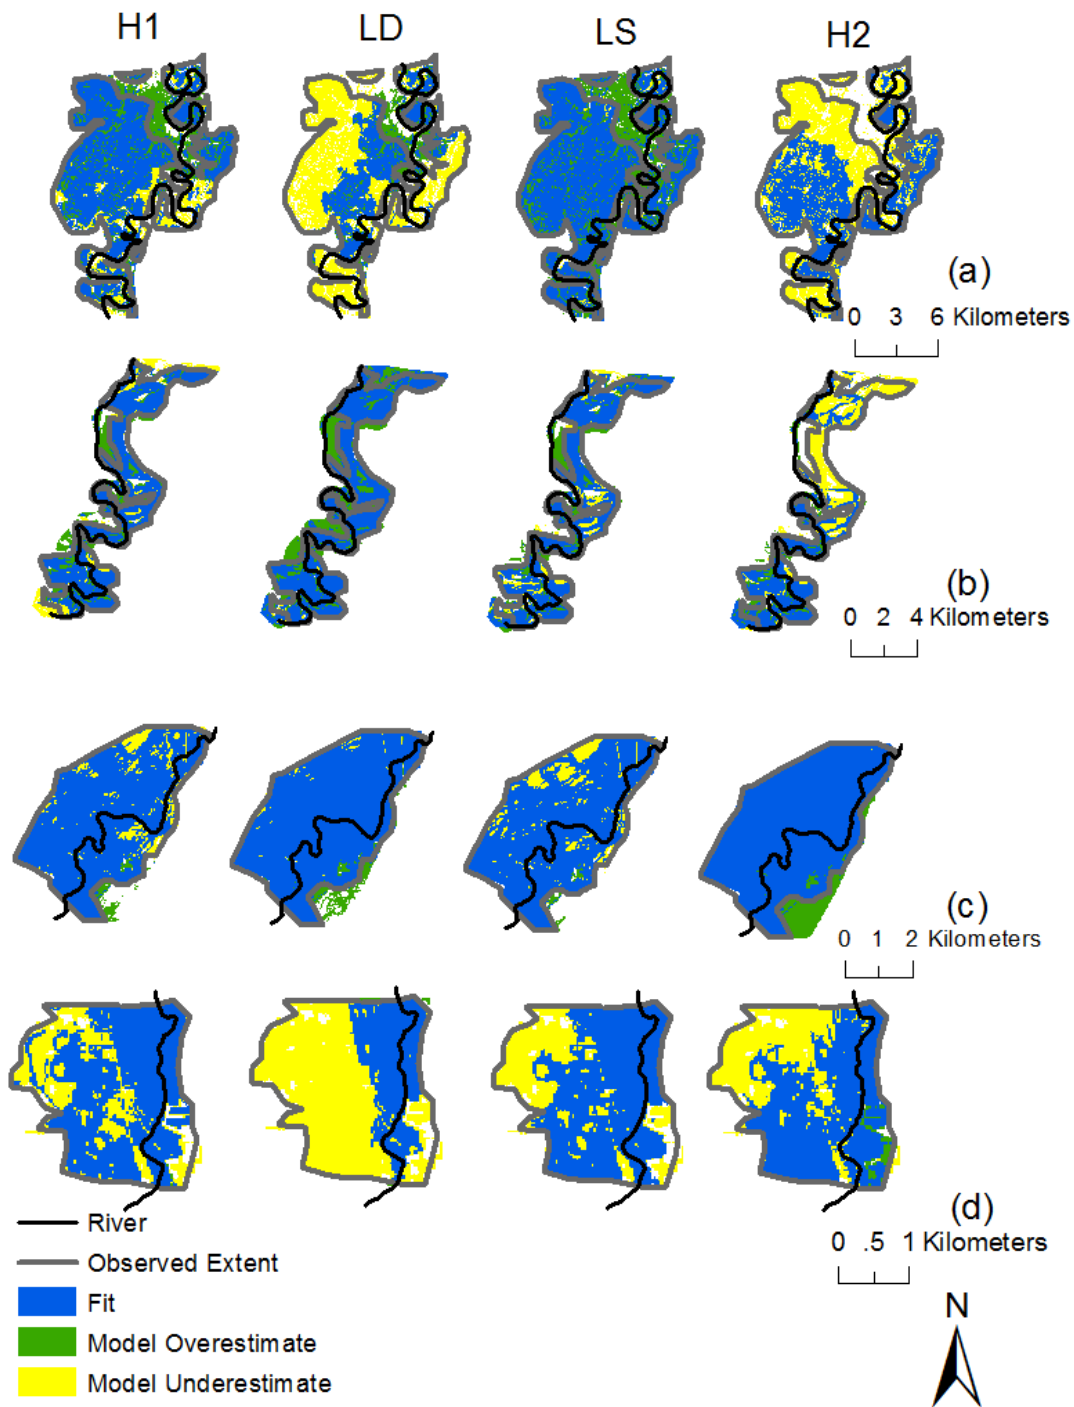 H1 LD LS H2
(a)
0 3 6 Kilometers
(b)
0 2 4 Kilometers
(c)
0 1 2 Kilometers
(d)
0 .5 1 Kilometers
River
Observed Extent
Fit
Model Overestimate
Model Underestimate
N